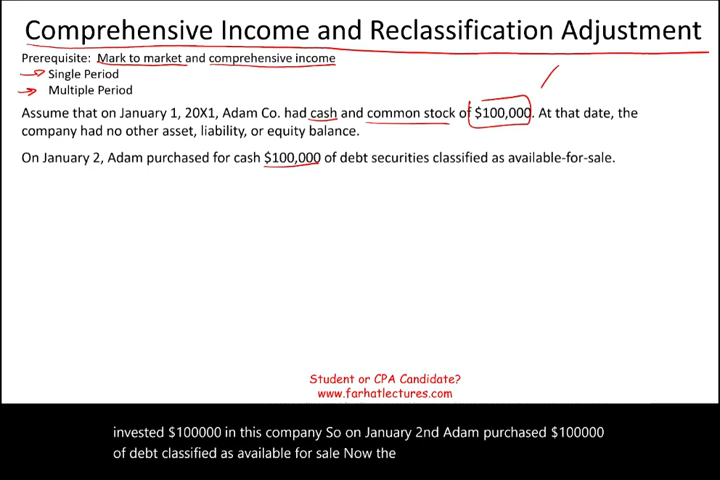 Comprehensive Income and Reclassification Adjustment
Prerequisite: Mark to market and comprehensive income
Single Period
Multiple Period
Assume that on January 1, 20X1, Adam Co. had cash and common stock of $100,000. At that date, the
company had no other asset, liability, or equity balance.
On January 2, Adam purchased for cash $100,000 of debt securities classified as available-for-sale.
Student or CPA Candidate?
www.farhatlectures.com
invested $100000 in this company So on January 2nd Adam purchased $100000
of debt classified as available for sale Now the